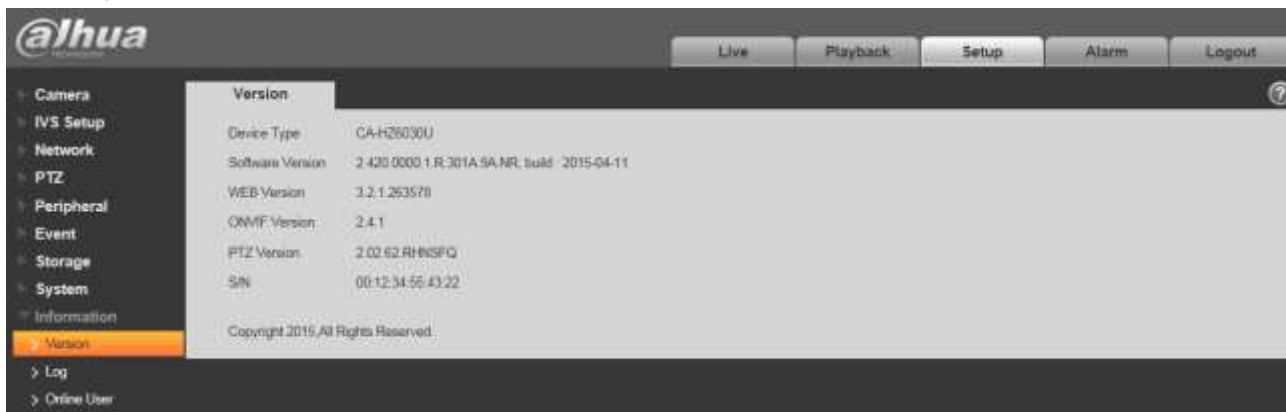 alhua
Live
Playback
Setup
Alarm
Logout
Camera
IVS Setup
Network
PTZ
Peripheral
Event
Storage
System
Information
Version
Log
Online User
Version
Device Type CA-HZ6030U
Software Version 2.420.0000.1.R.301A.9A.NR, build : 2015-04-11
WEB Version 3.2.1.263578
ONVIF Version 2.4.1
PTZ Version 2.02.62.RHNSFQ
S/N 00:12:34:56:43:22
Copyright 2015,All Rights Reserved.
?